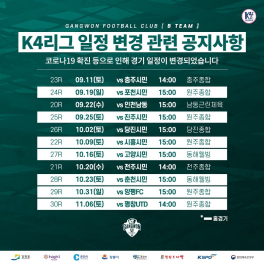 GANGWON FOOTBALL CLUB [ B TEAM ]
K4리그 일정 변경 관련 공지사항
코로나19 확진 등으로 인해 경기 일정이 변경되었습니다
23R 09.11(토) vs 충주시민 14:00 충주종합
24R 09.19(일) vs 포천시민 15:00 원주종합
20R 09.22(수) vs 인천남동 15:00 남동근린체육
25R 09.25(토) vs 전주시민 15:00 원주종합
26R 10.02(토) vs 당진시민 15:00 당진종합
22R 10.09(토) vs 시흥시민 15:00 원주종합
27R 10.16(토) vs 고양시민 15:00 동해웰빙
21R 10.20(수) vs 전주시민 14:00 전주종합
28R 10.23(토) vs 춘천시민 15:00 동해웰빙
29R 10.31(일) vs 양평FC 15:00 원주종합
30R 11.06(토) vs 평창UTD 14:00 원주종합
홈경기
GANGWON
KSPO